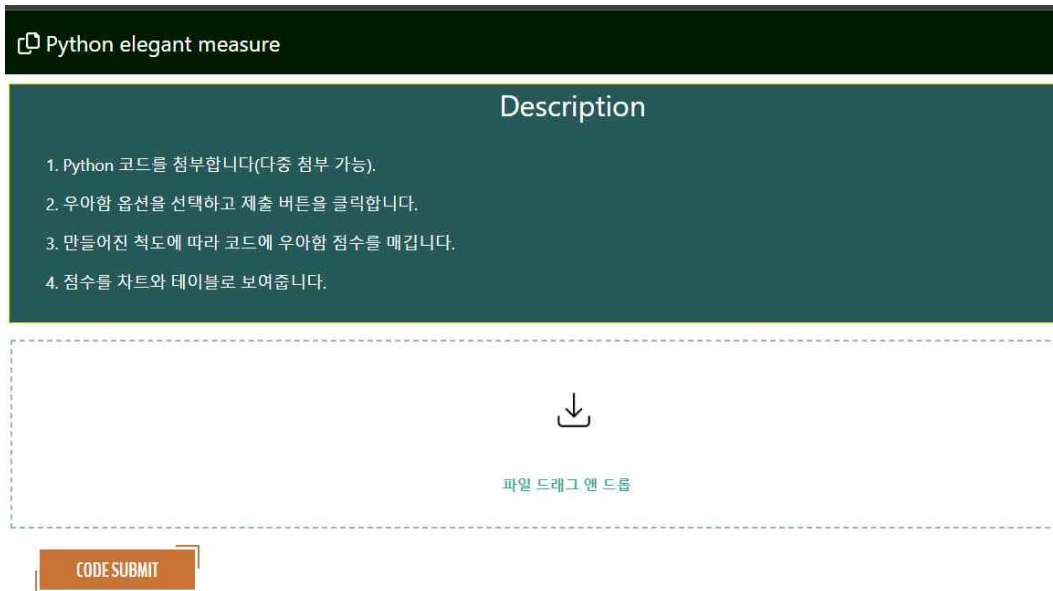 Python elegant measure
Description
1. Python 코드를 첨부합니다(다중 첨부 가능).
2. 우아함 옵션을 선택하고 제출 버튼을 클릭합니다.
3. 만들어진 척도에 따라 코드에 우아함 점수를 매깁니다.
4. 점수를 차트와 테이블로 보여줍니다.
파일 드래그 앤 드롭
CODE SUBMIT